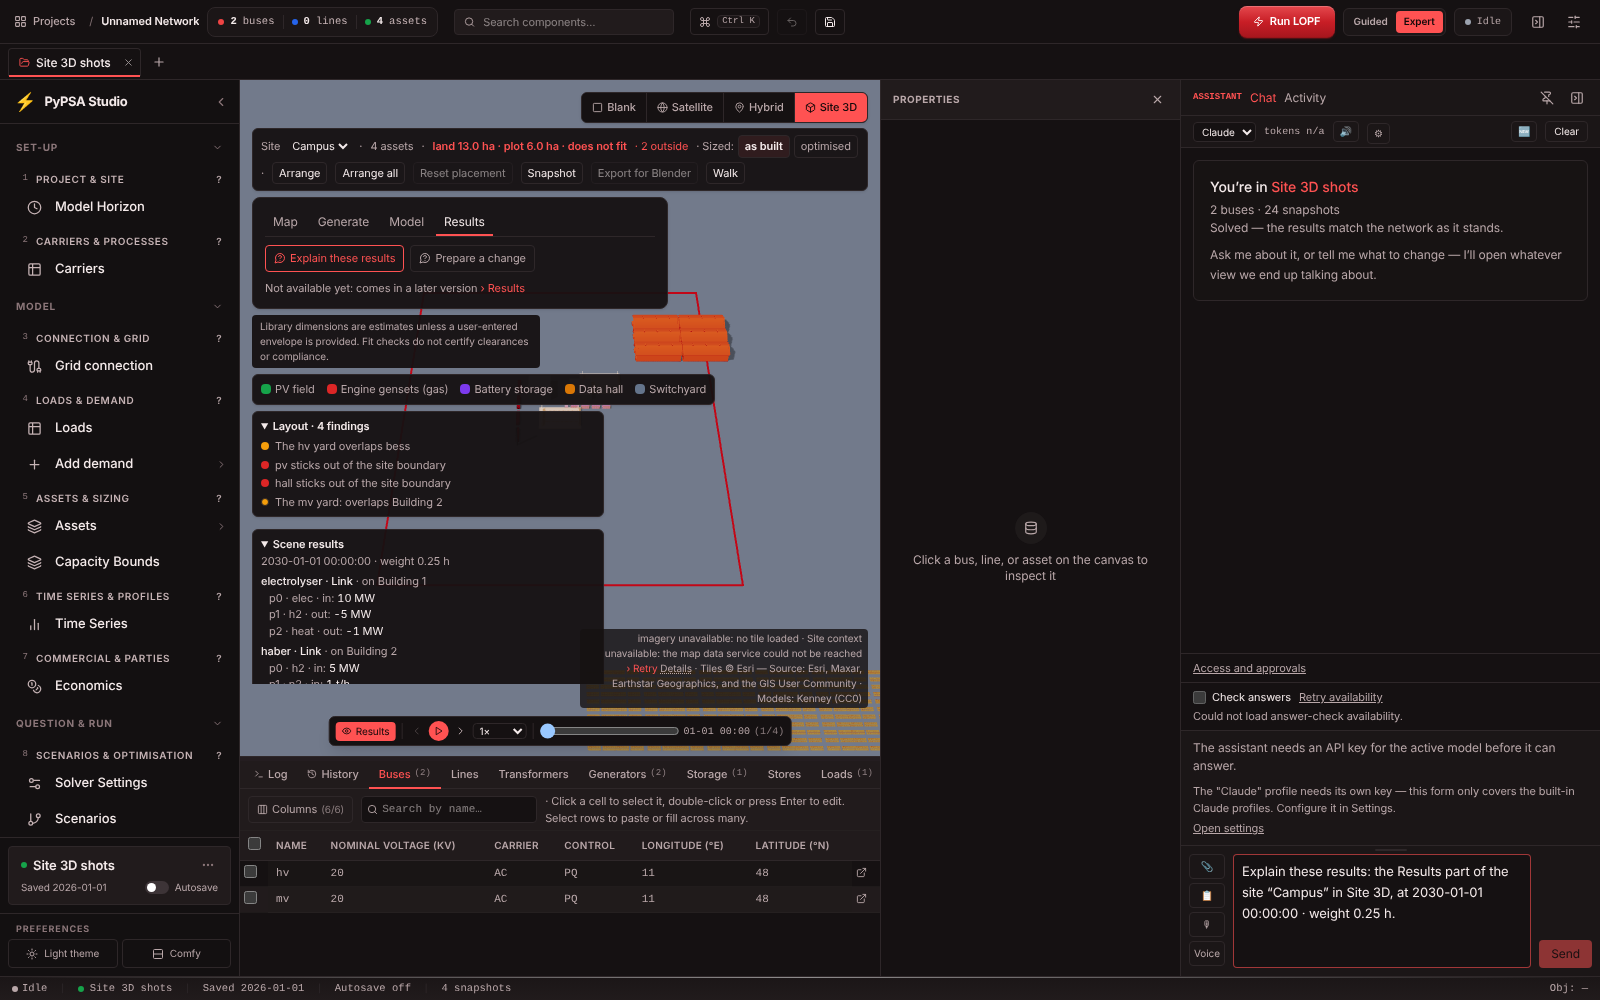 Projects / Unnamed Network
2 buses 0 lines 4 assets
Search components...
⌘ Ctrl K
Run LOPF
Guided Expert
Idle
Site 3D shots × +
PyPSA Studio
SET-UP
1 PROJECT & SITE ?
Model Horizon
2 CARRIERS & PROCESSES ?
Carriers
MODEL
3 CONNECTION & GRID ?
Grid connection
4 LOADS & DEMAND ?
Loads
Add demand
5 ASSETS & SIZING ?
Assets
Capacity Bounds
6 TIME SERIES & PROFILES ?
Time Series
7 COMMERCIAL & PARTIES ?
Economics
QUESTION & RUN
8 SCENARIOS & OPTIMISATION ?
Solver Settings
Scenarios
Site 3D shots ...
Saved 2026-01-01 Autosave
PREFERENCES
Light theme Comfy
Blank Satellite Hybrid Site 3D
Site Campus · 4 assets · land 13.0 ha · plot 6.0 ha · does not fit · 2 outside · Sized: as built optimised
· Arrange Arrange all Reset placement Snapshot Export for Blender Walk
Map Generate Model Results
Explain these results Prepare a change
Not available yet: comes in a later version › Results
Library dimensions are estimates unless a user-entered
envelope is provided. Fit checks do not certify clearances
or compliance.
PV field Engine gensets (gas) Battery storage Data hall Switchyard
▼ Layout · 4 findings
The hv yard overlaps bess
pv sticks out of the site boundary
hall sticks out of the site boundary
The mv yard: overlaps Building 2
▼ Scene results
2030-01-01 00:00:00 · weight 0.25 h
electrolyser · Link · on Building 1
p0 · elec · in: 10 MW
p1 · h2 · out: -5 MW
p2 · heat · out: -1 MW
haber · Link · on Building 2
p0 · h2 · in: 5 MW
imagery unavailable: no tile loaded · Site context
unavailable: the map data service could not be reached
› Retry Details · Tiles © Esri — Source: Esri, Maxar,
Earthstar Geographics, and the GIS User Community ·
Models: Kenney (CC0)
Results 1× 01-01 00:00 (1/4)
Log History Buses (2) Lines Transformers Generators (2) Storage (1) Stores Loads (1)
Columns (6/6) Search by name… · Click a cell to select it, double-click or press Enter to edit.
Select rows to paste or fill across many.
NAME NOMINAL VOLTAGE (KV) CARRIER CONTROL LONGITUDE (°E) LATITUDE (°N)
hv 20 AC PQ 11 48
mv 20 AC PQ 11 48
PROPERTIES ×
Click a bus, line, or asset on the canvas to
inspect it
ASSISTANT Chat Activity
Claude tokens n/a Clear
You're in Site 3D shots
2 buses · 24 snapshots
Solved — the results match the network as it stands.
Ask me about it, or tell me what to change — I'll open whatever
view we end up talking about.
Access and approvals
Check answers Retry availability
Could not load answer-check availability.
The assistant needs an API key for the active model before it can
answer.
The "Claude" profile needs its own key — this form only covers the built-in
Claude profiles. Configure it in Settings.
Open settings
Explain these results: the Results part of the
site “Campus” in Site 3D, at 2030-01-01
00:00:00 · weight 0.25 h.
Voice
Send
Idle Site 3D shots Saved 2026-01-01 Autosave off 4 snapshots Obj: —